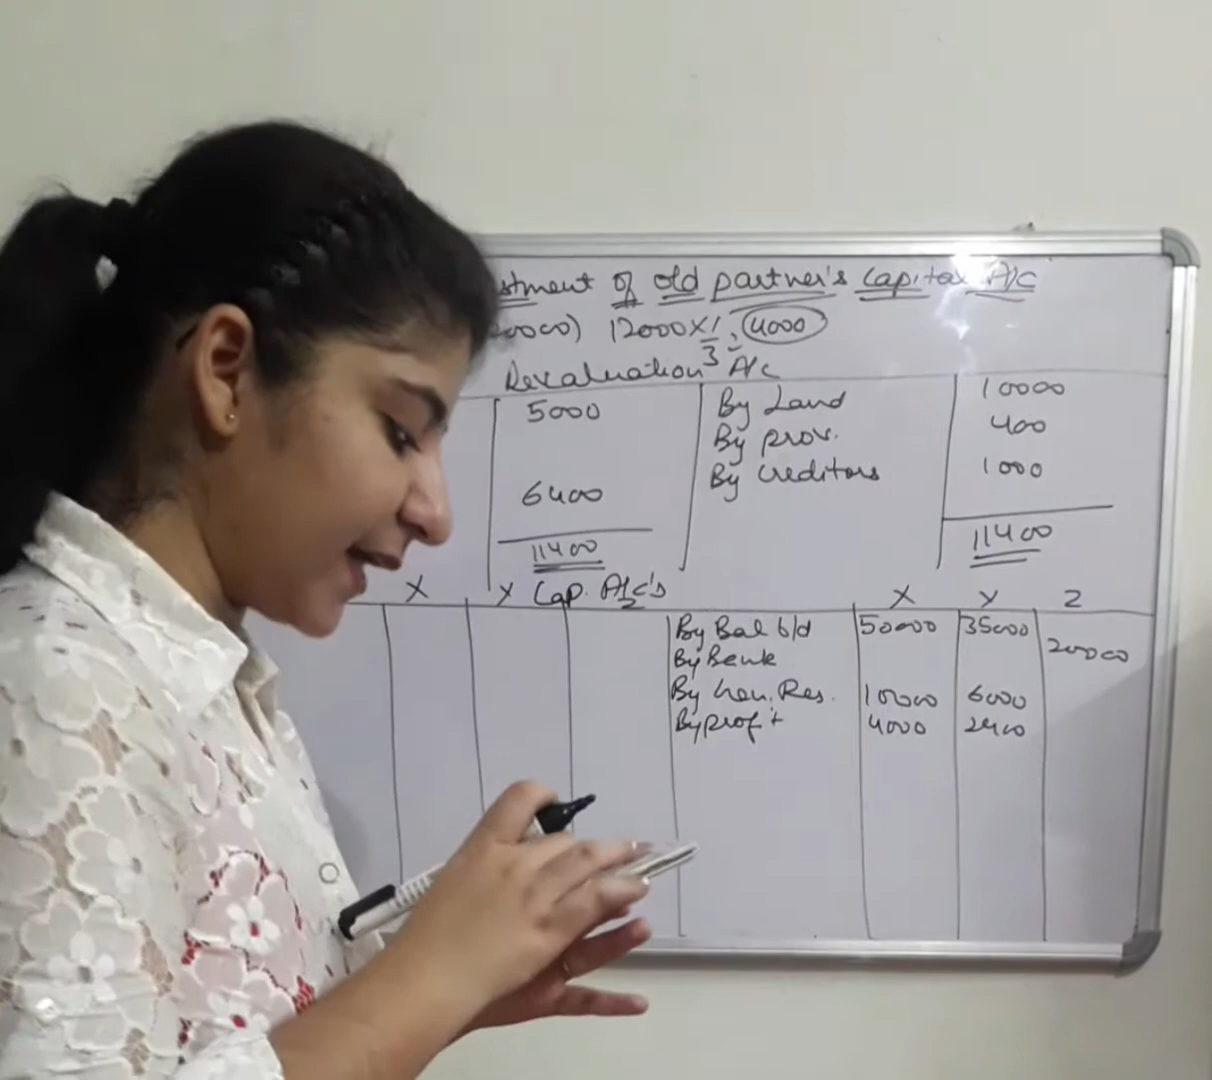 stment of old partner's Capital A/c
0000) 12000 x 1/3 = 4000
Revaluation A/c
5000 By Land 10000
By prov. 400
6400 By Creditors 1000
11400 11400
X Y Cap. A/c's X Y Z
By Bal b/d 50000 35000
By Bank 20000
By Gen. Res. 10000 6000
By profit 4000 2400